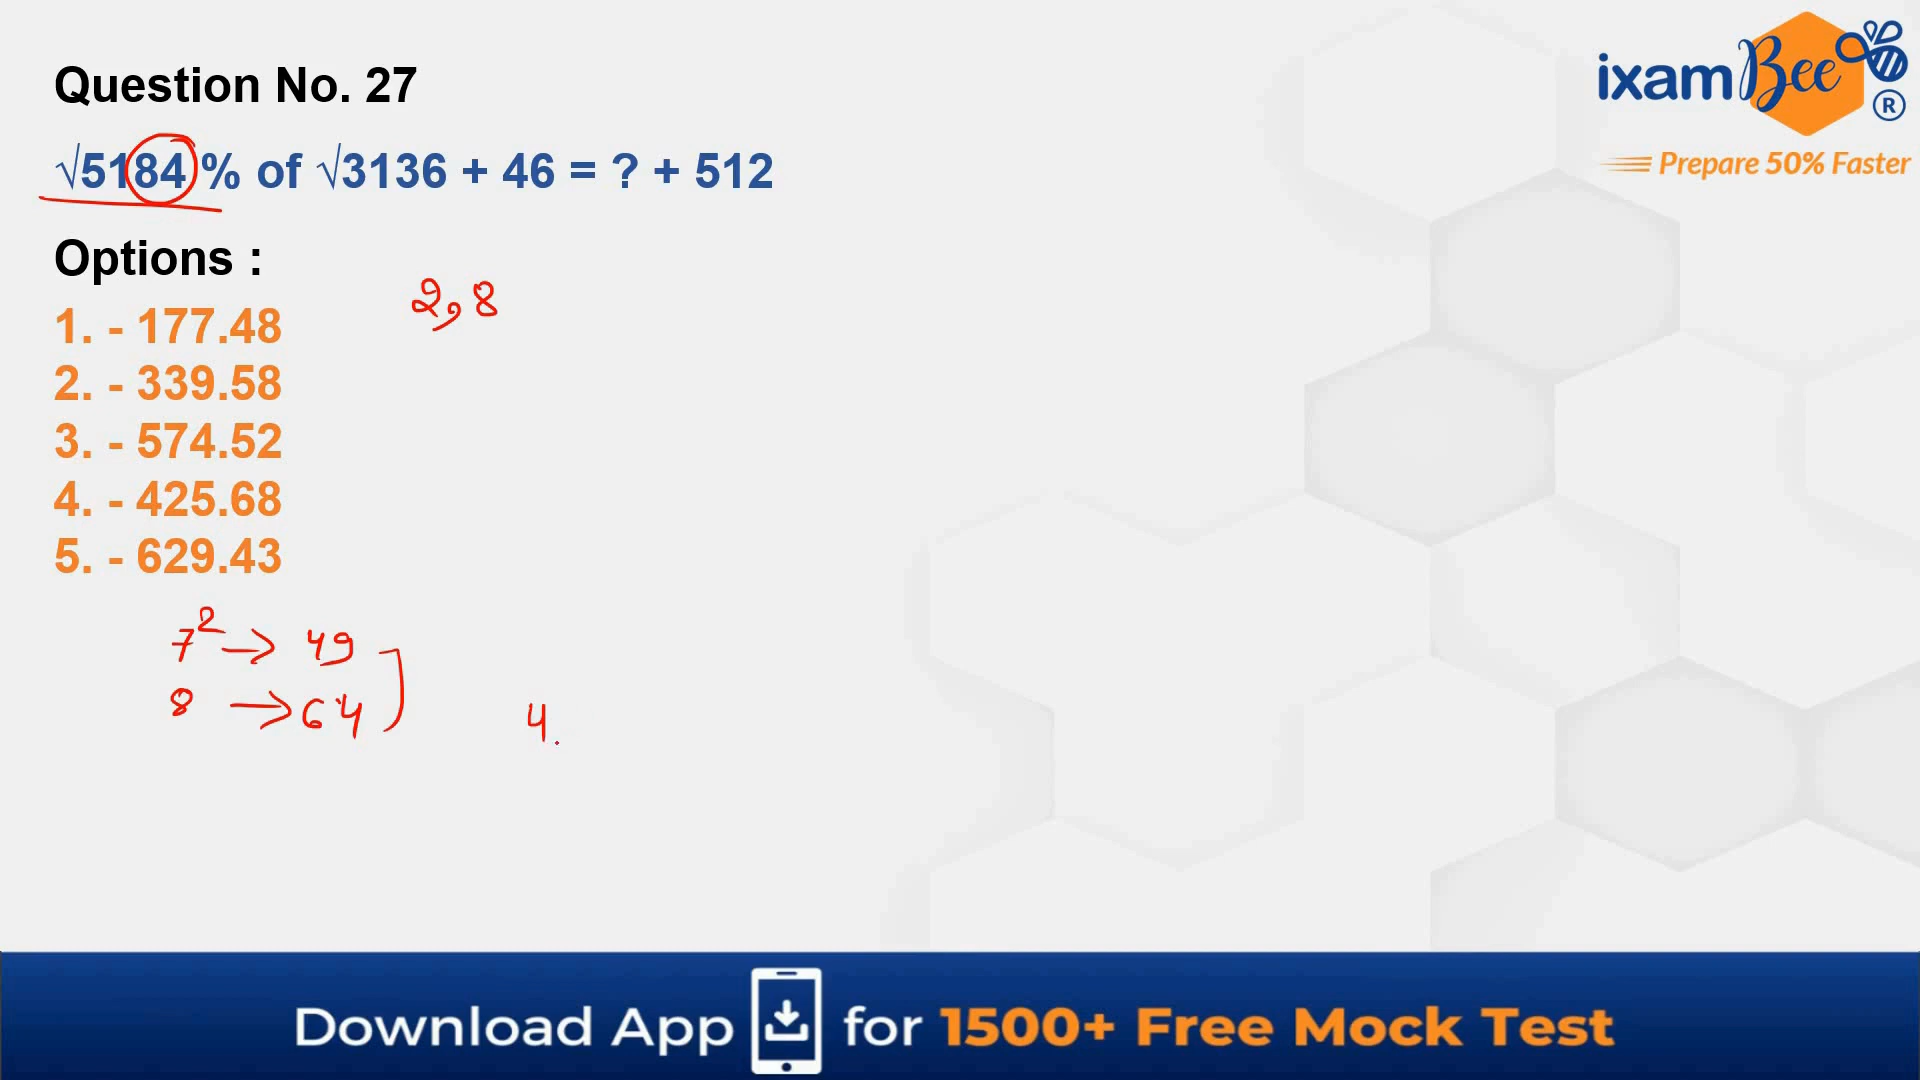 Question No. 27
√5184 % of √3136 + 46 = ? + 512
Options :
1. - 177.48
2. - 339.58
3. - 574.52
4. - 425.68
5. - 629.43
2, 8
7² → 49
8 → 64
4.
ixamBee ®
Prepare 50% Faster
Download App for 1500+ Free Mock Test